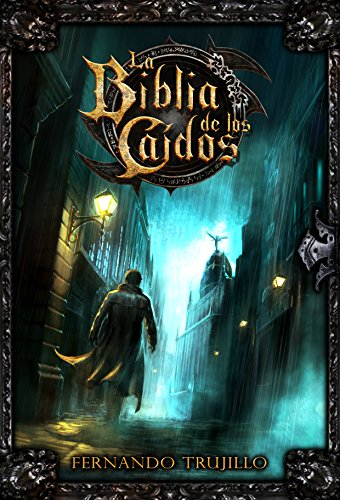 La
Biblia
de los
Caídos
FERNANDO TRUJILLO